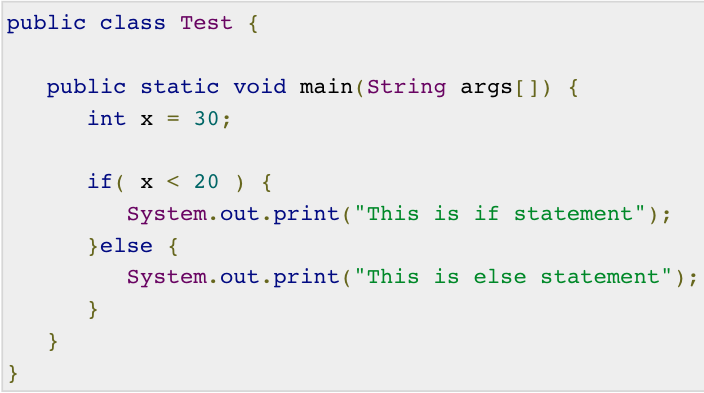 public class Test {
public static void main(String args[]) {
int x = 30;
if( x < 20 ) {
System.out.print("This is if statement");
}else {
System.out.print("This is else statement");
}
}
}